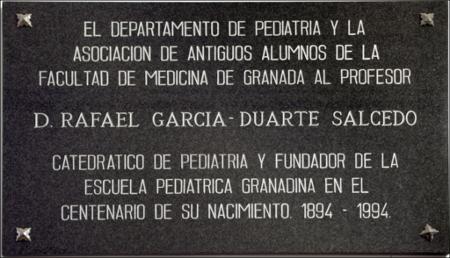 EL DEPARTAMENTO DE PEDIATRIA Y LA
ASOCIACION DE ANTIGUOS ALUMNOS DE LA
FACULTAD DE MEDICINA DE GRANADA AL PROFESOR
D. RAFAEL GARCIA-DUARTE SALCEDO
CATEDRATICO DE PEDIATRIA Y FUNDADOR DE LA
ESCUELA PEDIATRICA GRANADINA EN EL
CENTENARIO DE SU NACIMIENTO. 1894 - 1994.